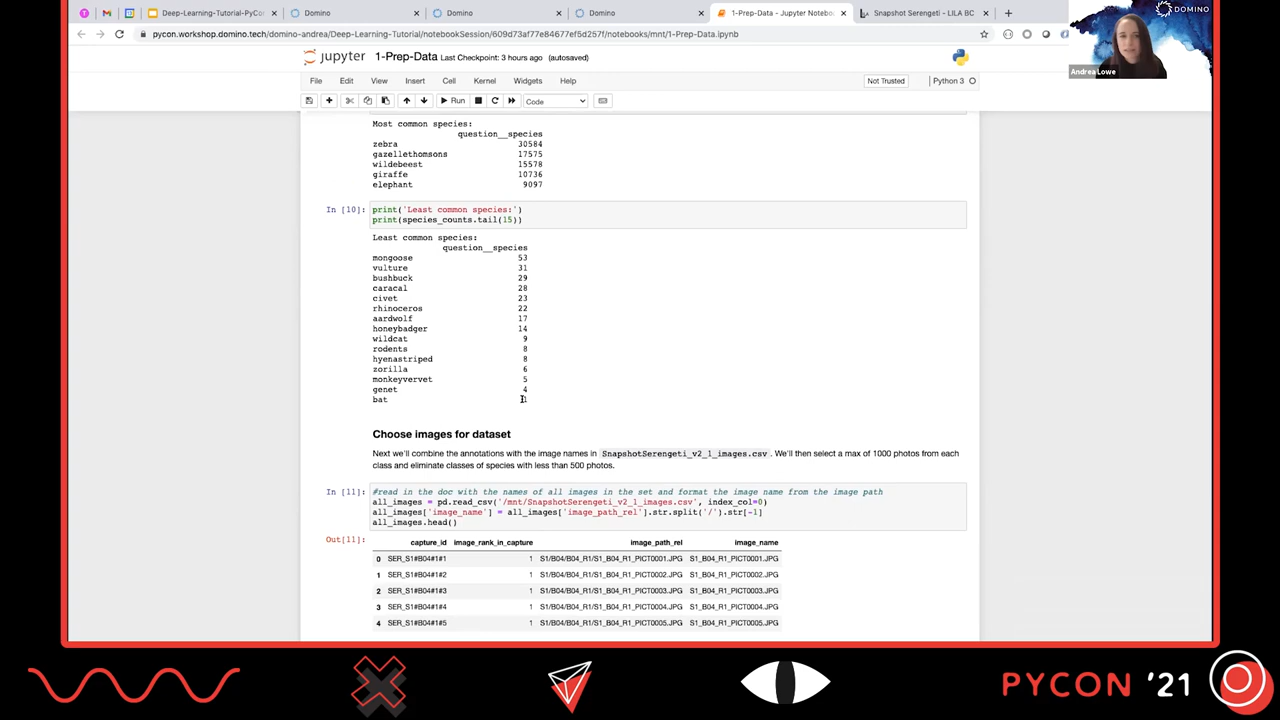 Deep-Learning-Tutorial-PyCo
Domino
Domino
Domino
1-Prep-Data - Jupyter Notebo
Snapshot Serengeti - LILA BC
pycon.workshop.domino.tech/domino-andrea/Deep-Learning-Tutorial/notebookSession/609d73af77e84677ef5d257f/notebooks/mnt/1-Prep-Data.ipynb
DOMINO
Andrea Lowe
jupyter 1-Prep-Data Last Checkpoint: 3 hours ago (autosaved)
File Edit View Insert Cell Kernel Widgets Help Not Trusted Python 3
Run Code
Most common species:
question__species
zebra 30584
gazellethomsons 17575
wildebeest 15578
giraffe 10736
elephant 9097
In [10]: print('Least common species:')
print(species_counts.tail(15))
Least common species:
question__species
mongoose 53
vulture 31
bushbuck 29
caracal 28
civet 23
rhinoceros 22
aardwolf 17
honeybadger 14
wildcat 9
rodents 8
hyenastriped 8
zorilla 6
monkeyvervet 5
genet 4
bat 1
Choose images for dataset
Next we'll combine the annotations with the image names in SnapshotSerengeti_v2_1_images.csv . We'll then select a max of 1000 photos from each
class and eliminate classes of species with less than 500 photos.
In [11]: #read in the doc with the names of all images in the set and format the image name from the image path
all_images = pd.read_csv('/mnt/SnapshotSerengeti_v2_1_images.csv', index_col=0)
all_images['image_name'] = all_images['image_path_rel'].str.split('/').str[-1]
all_images.head()
Out[11]: capture_id image_rank_in_capture image_path_rel image_name
0 SER_S1#B04#1#1 1 S1/B04/B04_R1/S1_B04_R1_PICT0001.JPG S1_B04_R1_PICT0001.JPG
1 SER_S1#B04#1#2 1 S1/B04/B04_R1/S1_B04_R1_PICT0002.JPG S1_B04_R1_PICT0002.JPG
2 SER_S1#B04#1#3 1 S1/B04/B04_R1/S1_B04_R1_PICT0003.JPG S1_B04_R1_PICT0003.JPG
3 SER_S1#B04#1#4 1 S1/B04/B04_R1/S1_B04_R1_PICT0004.JPG S1_B04_R1_PICT0004.JPG
4 SER_S1#B04#1#5 1 S1/B04/B04_R1/S1_B04_R1_PICT0005.JPG S1_B04_R1_PICT0005.JPG
PYCON '21